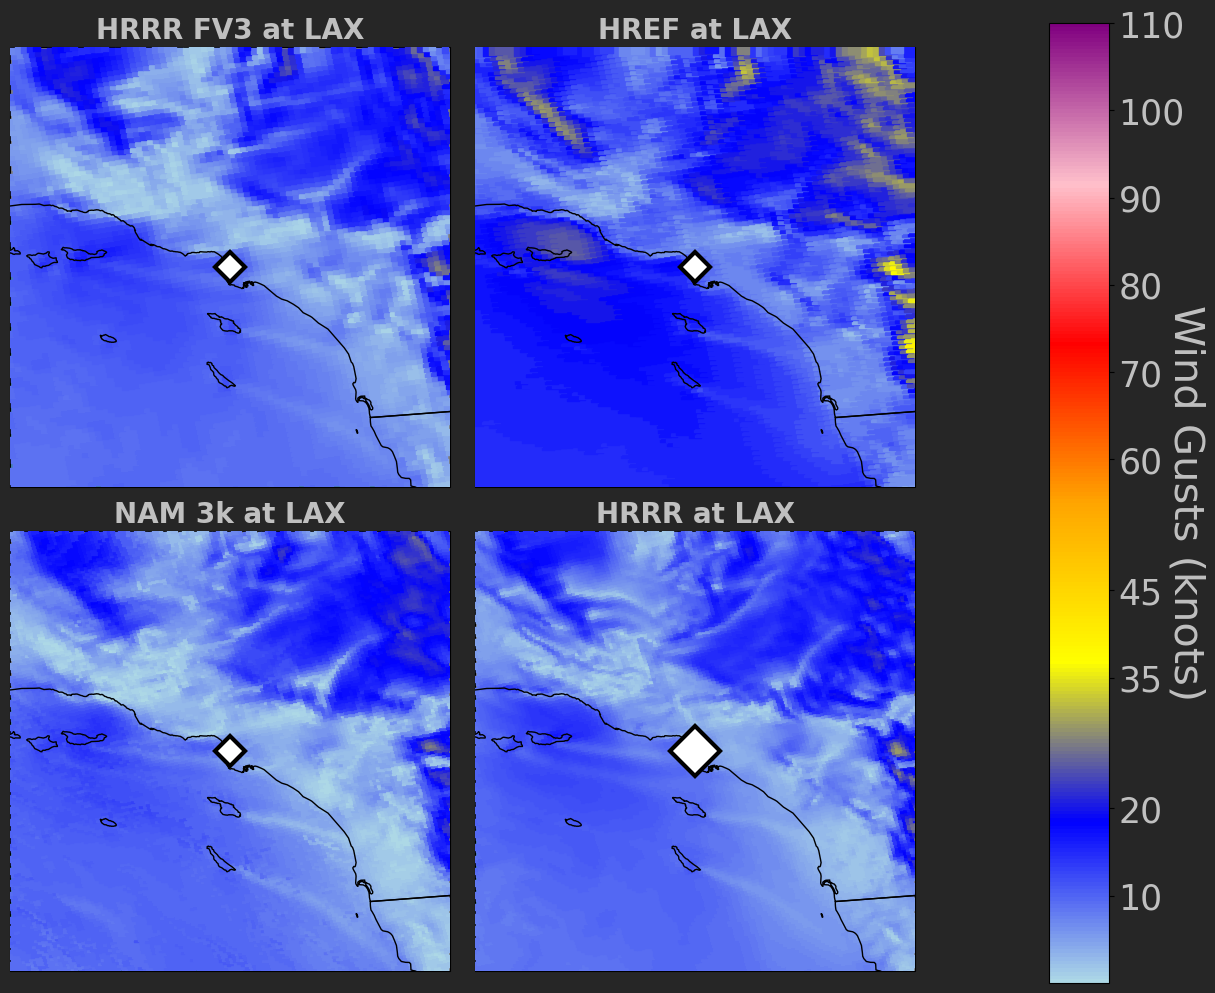 HRRR FV3 at LAX
HREF at LAX
NAM 3k at LAX
HRRR at LAX
110
100
90
80
70
60
45
35
20
10
Wind Gusts (knots)